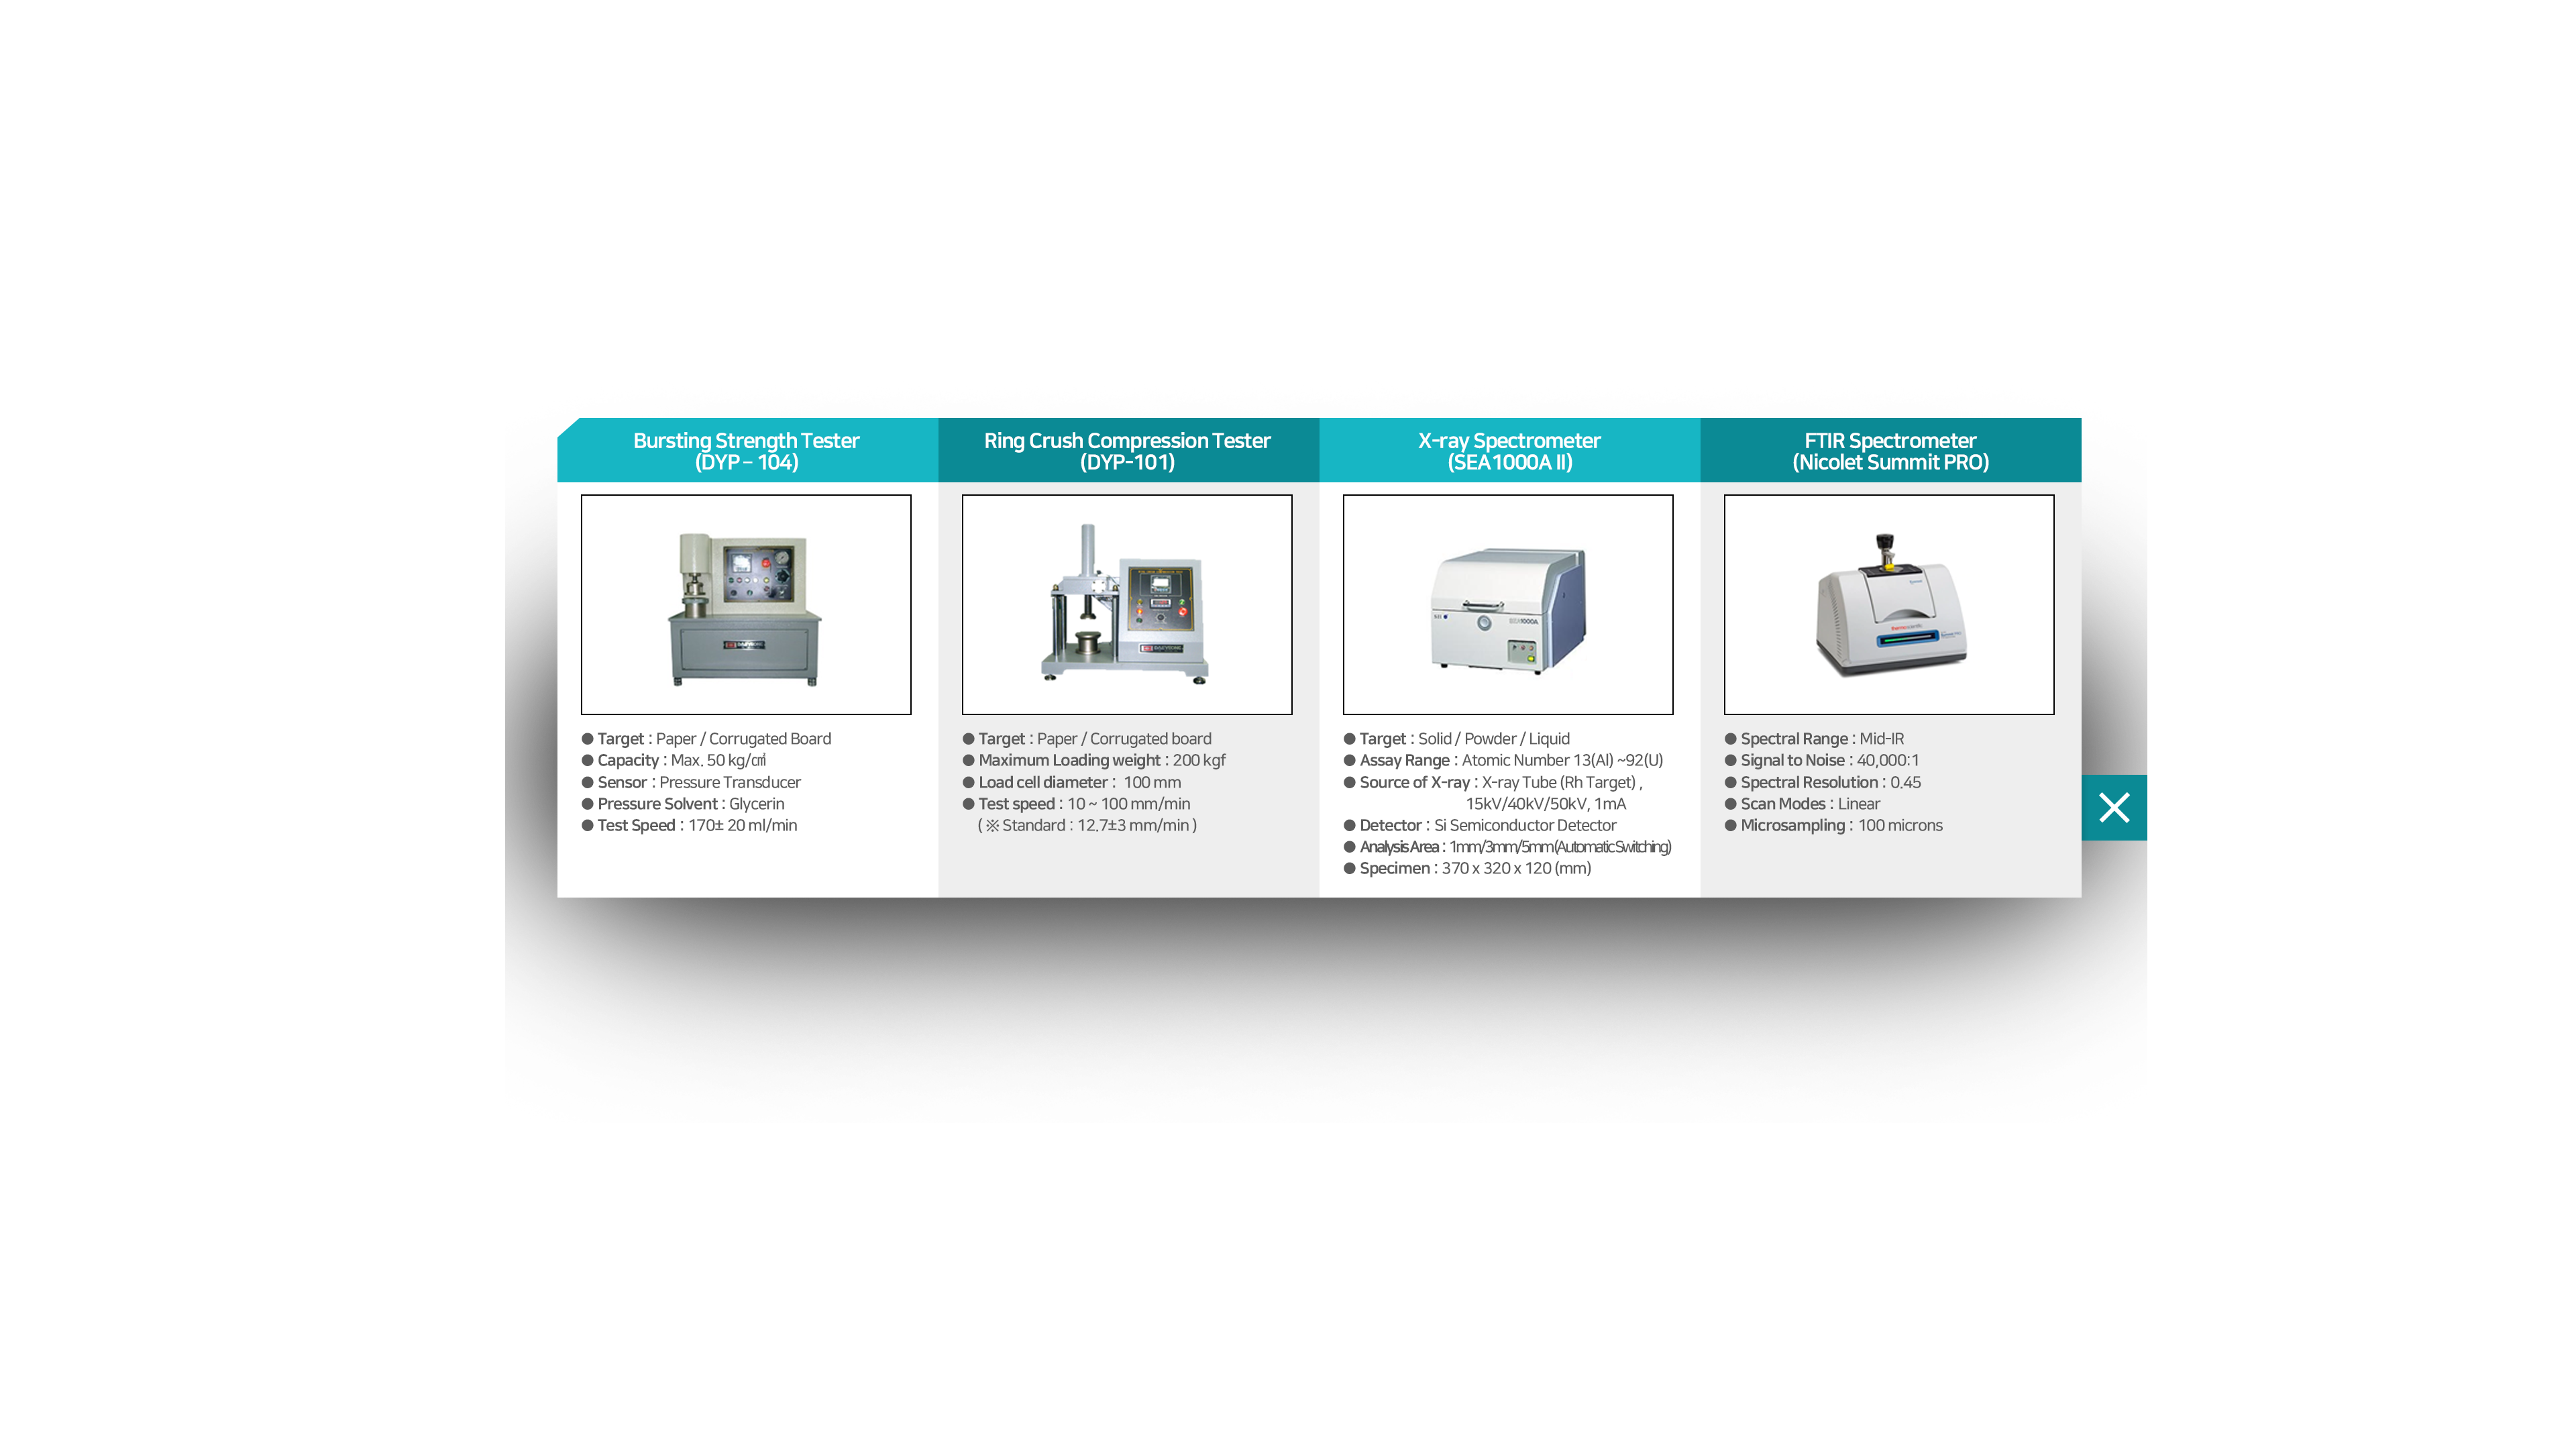 Bursting Strength Tester
(DYP – 104)
● Target : Paper / Corrugated Board
● Capacity : Max. 50 kg/㎠
● Sensor : Pressure Transducer
● Pressure Solvent : Glycerin
● Test Speed : 170± 20 ml/min
Ring Crush Compression Tester
(DYP-101)
● Target : Paper / Corrugated board
● Maximum Loading weight : 200 kgf
● Load cell diameter : 100 mm
● Test speed : 10 ~ 100 mm/min
( ※ Standard : 12.7±3 mm/min )
X-ray Spectrometer
(SEA1000A II)
SEA1000A
● Target : Solid / Powder / Liquid
● Assay Range : Atomic Number 13(Al) ~92(U)
● Source of X-ray : X-ray Tube (Rh Target) ,
15kV/40kV/50kV, 1mA
● Detector : Si Semiconductor Detector
● Analysis Area : 1mm/3mm/5mm(Automatic Switching)
● Specimen : 370 x 320 x 120 (mm)
FTIR Spectrometer
(Nicolet Summit PRO)
● Spectral Range : Mid-IR
● Signal to Noise : 40,000:1
● Spectral Resolution : 0.45
● Scan Modes : Linear
● Microsampling : 100 microns